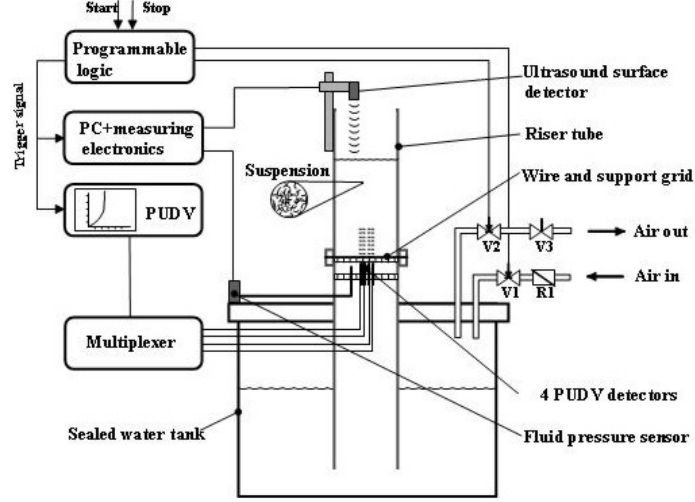 Start Stop
Programmable
logic
Trigger signal
PC+measuring
electronics
PUDV
Multiplexer
Sealed water
tank
Suspension
Ultrasound surface
detector
Riser tube
Wire and support grid
V2
V3
Air out
V1
R1
Air in
4 PUDV detectors
Fluid pressure sensor